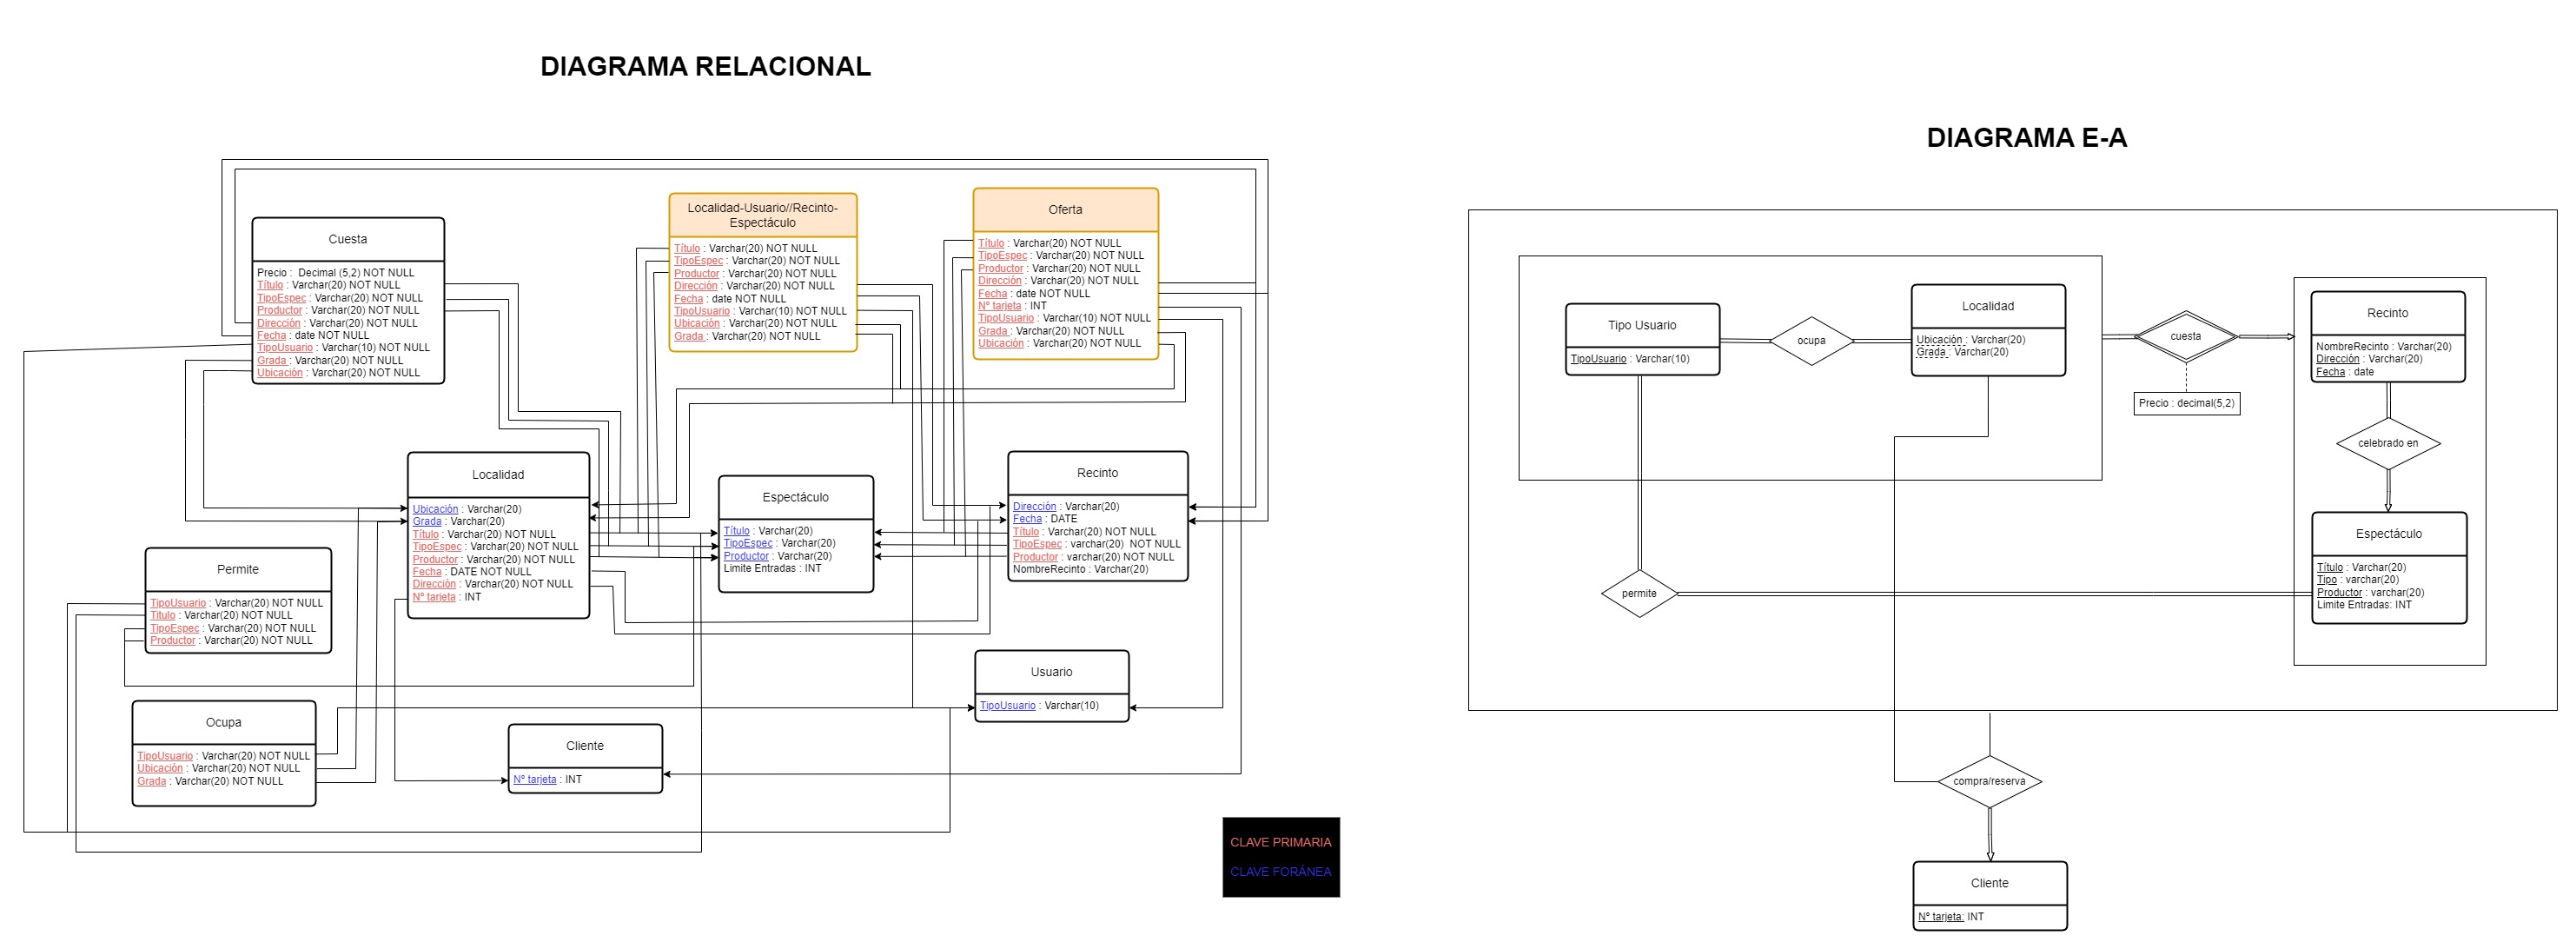 DIAGRAMA RELACIONAL
Cuesta
Precio :  Decimal (5,2) NOT NULL
Título : Varchar(20) NOT NULL
TipoEspec : Varchar(20) NOT NULL
Productor : Varchar(20) NOT NULL
Dirección : Varchar(20) NOT NULL
Fecha : date NOT NULL
TipoUsuario : Varchar(10) NOT NULL
Grada : Varchar(20) NOT NULL
Ubicación : Varchar(20) NOT NULL
Localidad-Usuario//Recinto-
Espectáculo
Título : Varchar(20) NOT NULL
TipoEspec : Varchar(20) NOT NULL
Productor : Varchar(20) NOT NULL
Dirección : Varchar(20) NOT NULL
Fecha : date NOT NULL
TipoUsuario : Varchar(10) NOT NULL
Ubicación : Varchar(20) NOT NULL
Grada : Varchar(20) NOT NULL
Oferta
Título : Varchar(20) NOT NULL
TipoEspec : Varchar(20) NOT NULL
Productor : Varchar(20) NOT NULL
Dirección : Varchar(20) NOT NULL
Fecha : date NOT NULL
Nº tarjeta : INT
TipoUsuario : Varchar(10) NOT NULL
Grada : Varchar(20) NOT NULL
Ubicación : Varchar(20) NOT NULL
Localidad
Ubicación : Varchar(20)
Grada : Varchar(20)
Título : Varchar(20) NOT NULL
TipoEspec : Varchar(20) NOT NULL
Productor : Varchar(20) NOT NULL
Fecha : DATE NOT NULL
Dirección : Varchar(20) NOT NULL
Nº tarjeta : INT
Espectáculo
Título : Varchar(20)
TipoEspec : Varchar(20)
Productor : Varchar(20)
Limite Entradas : INT
Recinto
Dirección : Varchar(20)
Fecha : DATE
Título : Varchar(20) NOT NULL
TipoEspec : varchar(20)  NOT NULL
Productor : varchar(20) NOT NULL
NombreRecinto : Varchar(20)
Permite
TipoUsuario : Varchar(20) NOT NULL
Titulo : Varchar(20) NOT NULL
TipoEspec : Varchar(20) NOT NULL
Productor : Varchar(20) NOT NULL
Usuario
TipoUsuario : Varchar(10)
Ocupa
TipoUsuario : Varchar(20) NOT NULL
Ubicación : Varchar(20) NOT NULL
Grada : Varchar(20) NOT NULL
Cliente
Nº tarjeta : INT
CLAVE PRIMARIA
CLAVE FORÁNEA
DIAGRAMA E-A
Tipo Usuario
TipoUsuario : Varchar(10)
ocupa
Localidad
Ubicación : Varchar(20)
Grada : Varchar(20)
cuesta
Precio : decimal(5,2)
Recinto
NombreRecinto : Varchar(20)
Dirección : Varchar(20)
Fecha : date
celebrado en
Espectáculo
Título : Varchar(20)
Tipo : varchar(20)
Productor : varchar(20)
Limite Entradas: INT
permite
compra/reserva
Cliente
Nº tarjeta: INT